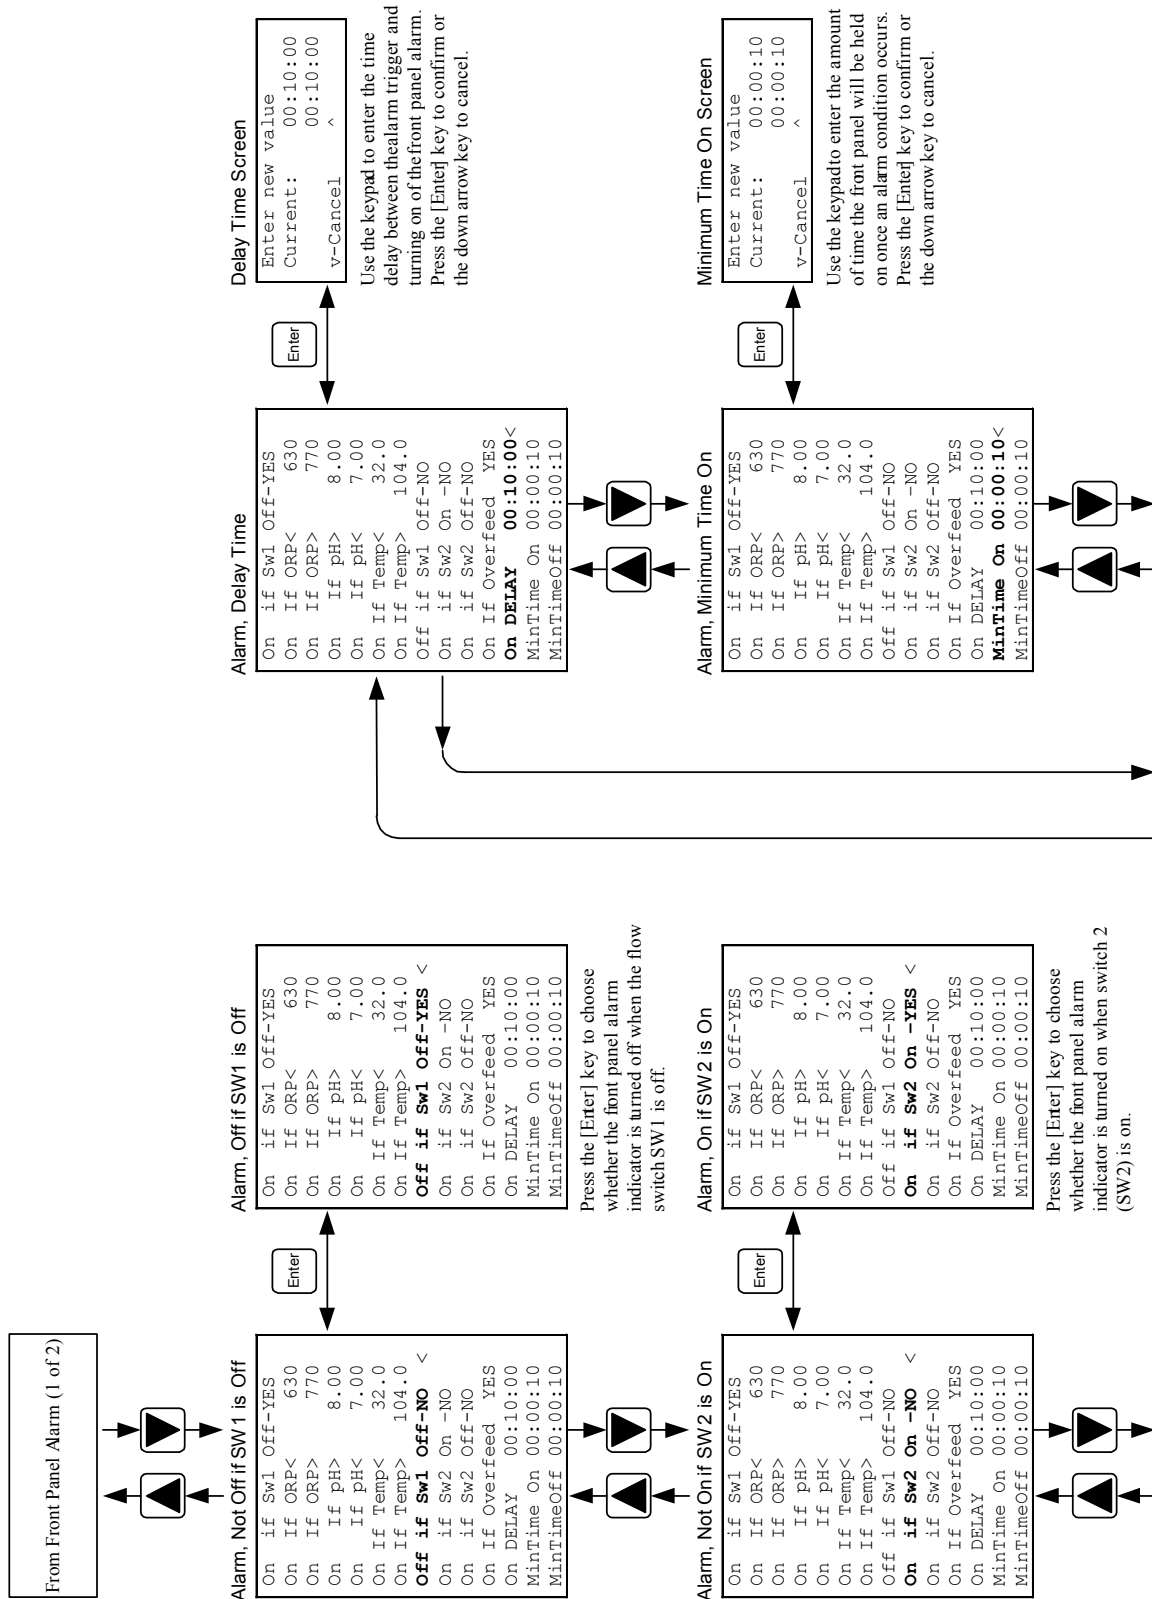 From Front Panel Alarm (1 of 2)
Alarm, Not Off if SW1 is Off
On if Sw1 Off-YES
On If ORP< 630
On If ORP> 770
On If pH> 8.00
On If pH< 7.00
On If Temp< 32.0
On If Temp> 104.0
Off if Sw1 Off-NO <
On if Sw2 On -NO
On if Sw2 Off-NO
On If Overfeed YES
On DELAY 00:10:00
MinTime On 00:00:10
MinTimeOff 00:00:10
Enter
Alarm, Off if SW1 is Off
On if Sw1 Off-YES
On If ORP< 630
On If ORP> 770
On If pH> 8.00
On If pH< 7.00
On If Temp< 32.0
On If Temp> 104.0
Off if Sw1 Off-YES <
On if Sw2 On -NO
On if Sw2 Off-NO
On If Overfeed YES
On DELAY 00:10:00
MinTime On 00:00:10
MinTimeOff 00:00:10
Press the [Enter] key to choose
whether the front panel alarm
indicator is turned off when the flow
switch SW1 is off.
Alarm, Not On if SW2 is On
On if Sw1 Off-YES
On If ORP< 630
On If ORP> 770
On If pH> 8.00
On If pH< 7.00
On If Temp< 32.0
On If Temp> 104.0
Off if Sw1 Off-NO
On if Sw2 On -NO <
On if Sw2 Off-NO
On If Overfeed YES
On DELAY 00:10:00
MinTime On 00:00:10
MinTimeOff 00:00:10
Enter
Alarm, On if SW2 is On
On if Sw1 Off-YES
On If ORP< 630
On If ORP> 770
On If pH> 8.00
On If pH< 7.00
On If Temp< 32.0
On If Temp> 104.0
Off if Sw1 Off-NO
On if Sw2 On -YES <
On if Sw2 Off-NO
On If Overfeed YES
On DELAY 00:10:00
MinTime On 00:00:10
MinTimeOff 00:00:10
Press the [Enter] key to choose
whether the front panel alarm
indicator is turned on when switch 2
(SW2) is on.
Alarm, Delay Time
On if Sw1 Off-YES
On If ORP< 630
On If ORP> 770
On If pH> 8.00
On If pH< 7.00
On If Temp< 32.0
On If Temp> 104.0
Off if Sw1 Off-NO
On if Sw2 On -NO
On if Sw2 Off-NO
On If Overfeed YES
On DELAY 00:10:00<
MinTime On 00:00:10
MinTimeOff 00:00:10
Enter
Delay Time Screen
Enter new value
Current: 00:10:00
00:10:00
v-Cancel ^
Use the keypad to enter the time
delay between thealarm trigger and
turning on of thefront panel alarm.
Press the [Enter] key to confirm or
the down arrow key to cancel.
Alarm, Minimum Time On
On if Sw1 Off-YES
On If ORP< 630
On If ORP> 770
On If pH> 8.00
On If pH< 7.00
On If Temp< 32.0
On If Temp> 104.0
Off if Sw1 Off-NO
On if Sw2 On -NO
On if Sw2 Off-NO
On If Overfeed YES
On DELAY 00:10:00
MinTime On 00:00:10<
MinTimeOff 00:00:10
Enter
Minimum Time On Screen
Enter new value
Current: 00:00:10
00:00:10
v-Cancel ^
Use the keypadto enter the amount
of time the front panel will be held
on once an alarm condition occurs.
Press the [Enter] key to confirm or
the down arrow key to cancel.